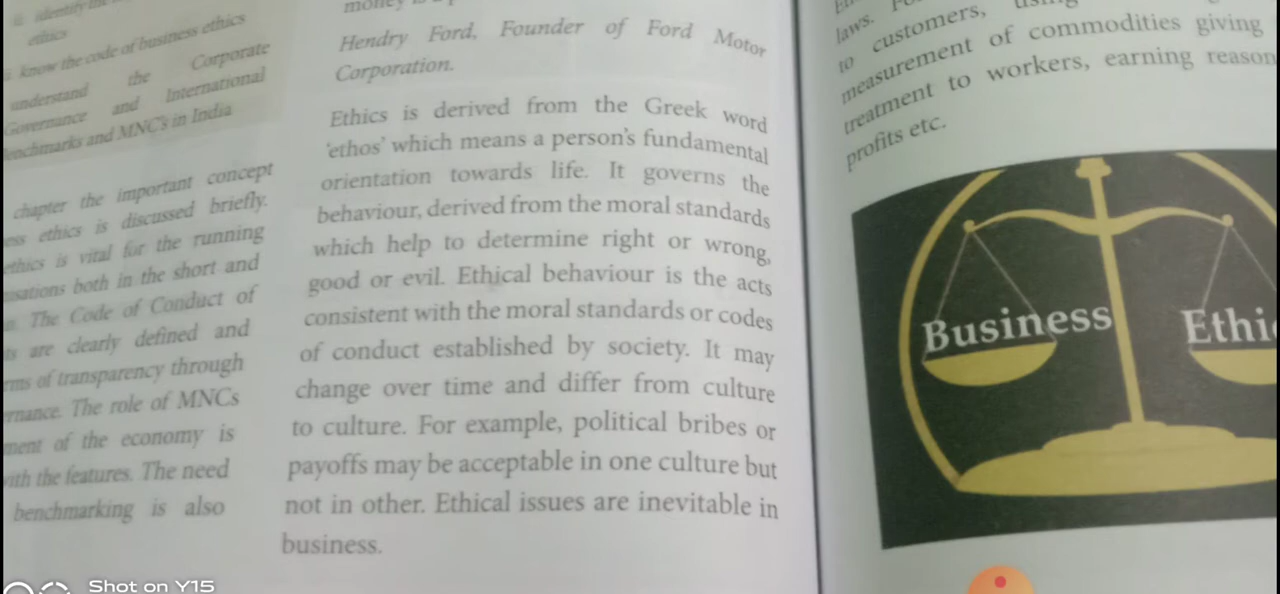 identify the
ethics
know the code of business ethics
understand the Corporate
Governance and International
Benchmarks and MNC's in India
chapter the important concept
ethics is discussed briefly.
ethics is vital for the running
both in the short and
The Code of Conduct of
are clearly defined and
of transparency through
The role of MNCs
of the economy is
with the features. The need
benchmarking is also
money is a
Hendry Ford, Founder of Ford Motor
Corporation.
Ethics is derived from the Greek word
'ethos' which means a person's fundamental
orientation towards life. It governs the
behaviour, derived from the moral standards
which help to determine right or wrong,
good or evil. Ethical behaviour is the acts
consistent with the moral standards or codes
of conduct established by society. It may
change over time and differ from culture
to culture. For example, political bribes or
payoffs may be acceptable in one culture but
not in other. Ethical issues are inevitable in
business.
laws.
to customers,
measurement of commodities giving
treatment to workers, earning
profits etc.
Business
Shot on Y15